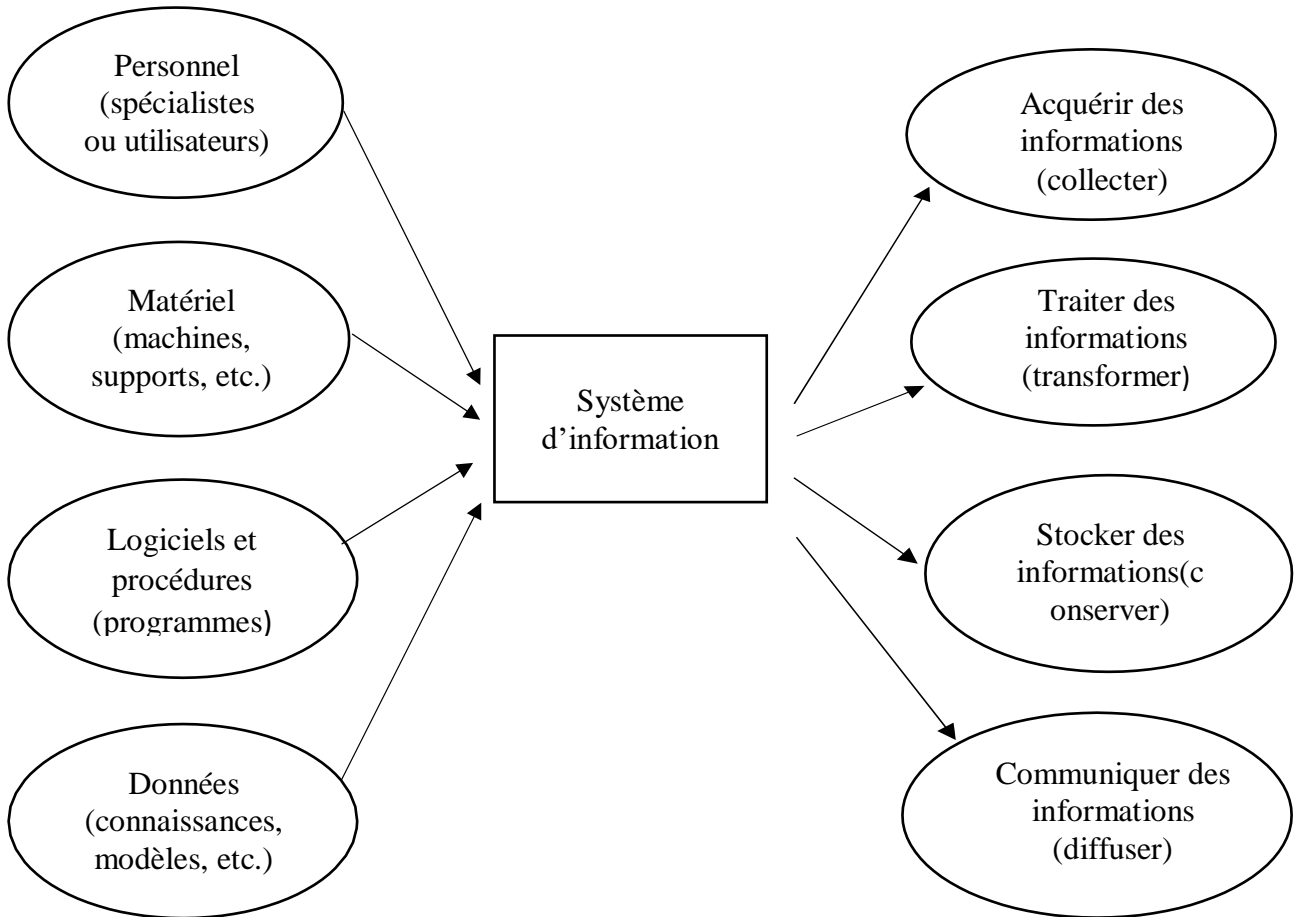 Personnel
(spécialistes
ou utilisateurs)
Matériel
(machines,
supports, etc.)
Logiciels et
procédures
(programmes)
Données
(connaissances,
modèles, etc.)
Système
d’information
Acquérir des
informations
(collecter)
Traiter des
informations
(transformer)
Stocker des
informations(c
onserver)
Communiquer des
informations
(diffuser)